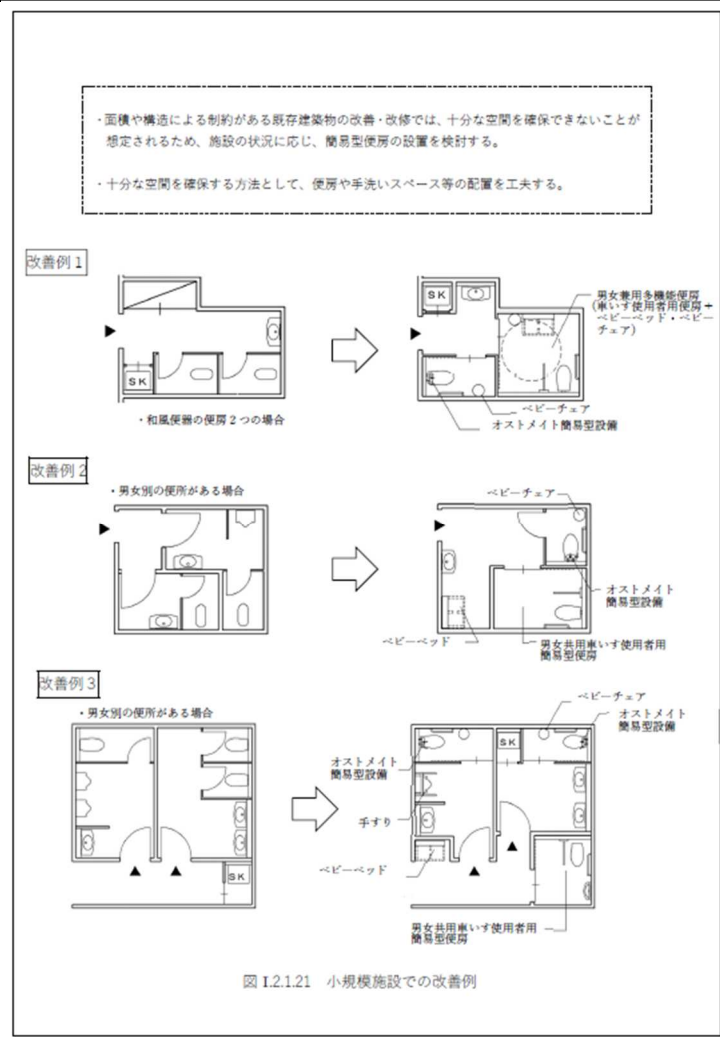 ・面積や構造による制約がある既存建築物の改善・改修では、十分な空間を確保できないことが
想定されるため、施設の状況に応じ、簡易型便房の設置を検討する。
・十分な空間を確保する方法として、便房や手洗いスペース等の配置を工夫する。
改善例 1
SK
・和風便器の便房2つの場合
SK
男女兼用多機能便房
(車いす使用者用便房+
ベビーベッド・ベビー
チェア)
ベビーチェア
オストメイト簡易型設備
改善例 2
・男女別の便所がある場合
ベビーチェア
オストメイト
簡易型設備
ベビーベッド
男女共用車いす使用者用
簡易型便房
改善例 3
・男女別の便所がある場合
SK
ベビーチェア
オストメイト
簡易型設備
SK
オストメイト
簡易型設備
手すり
ベビーベッド
男女共用車いす使用者用
簡易型便房
図 I.2.1.21 小規模施設での改善例